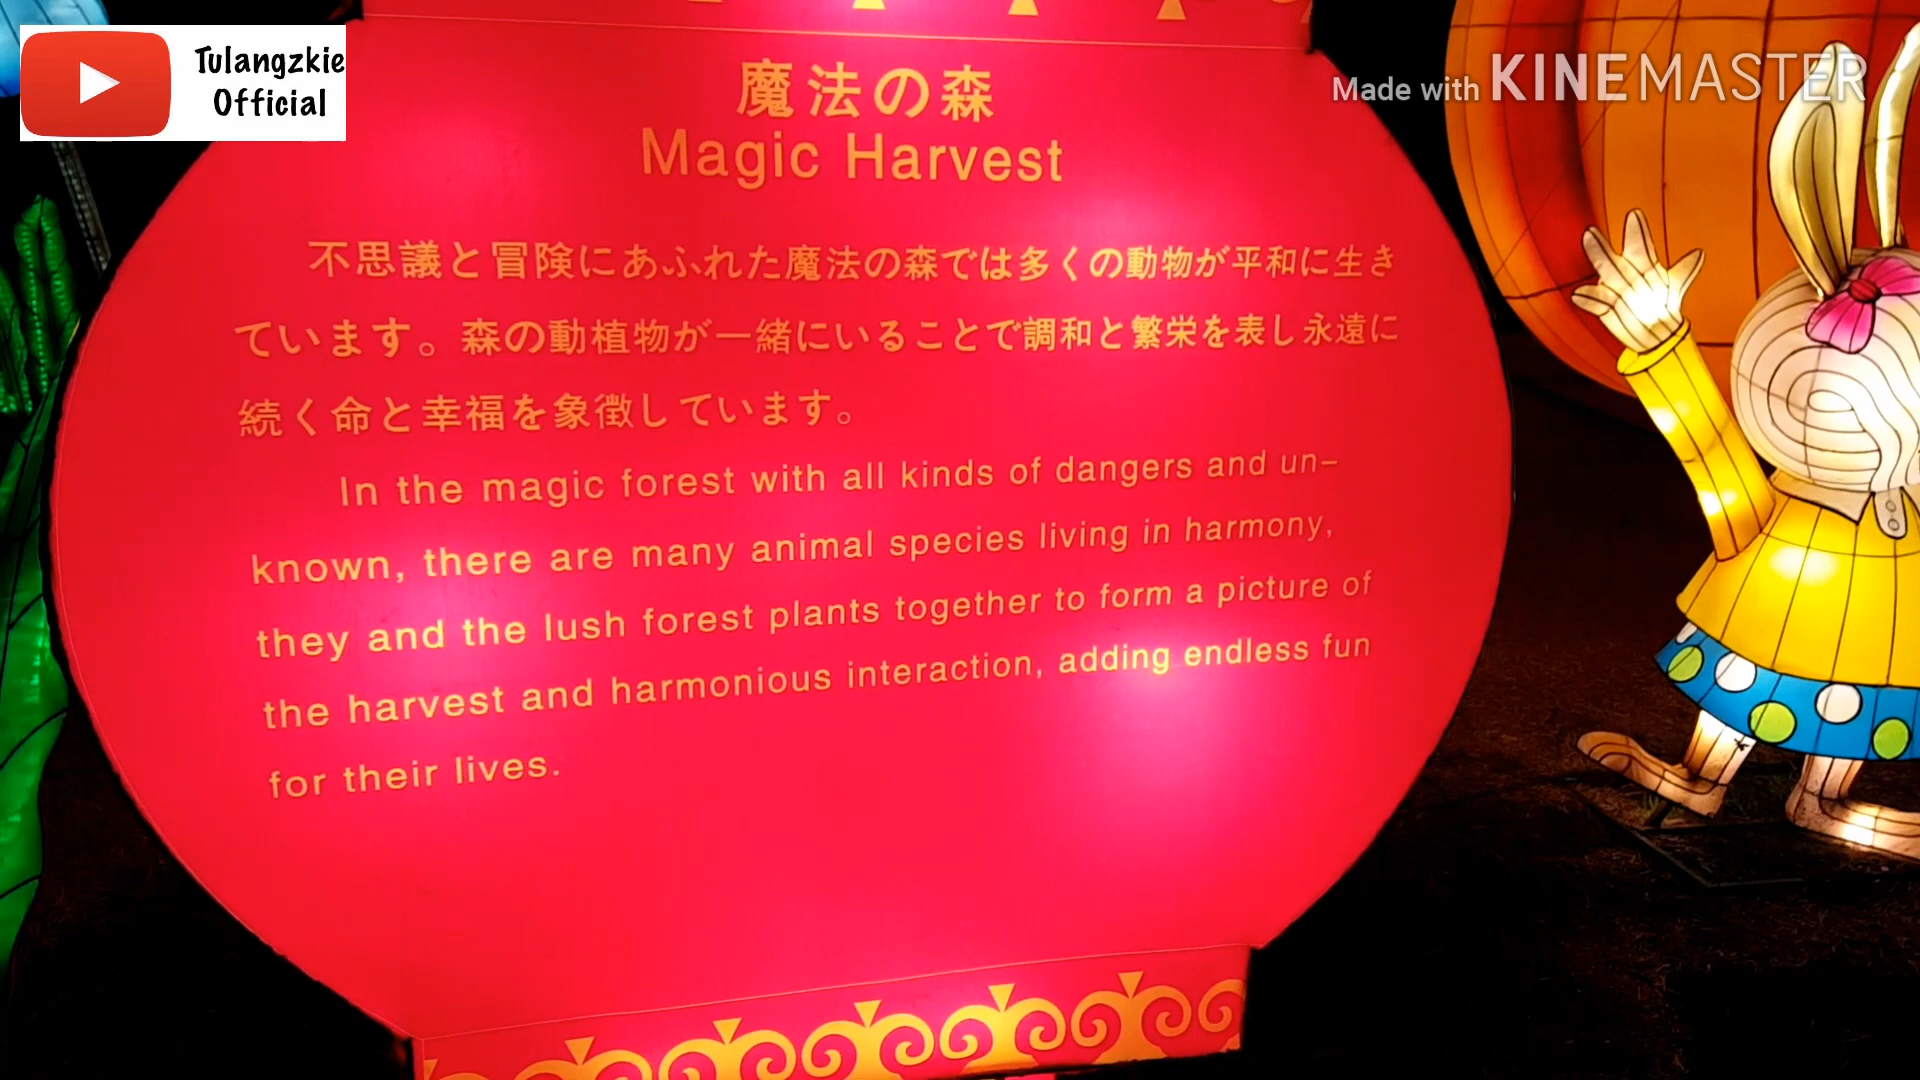 Tulangzkie
Official
Made with KINEMASTER
魔法の森
Magic Harvest
不思議と冒険にあふれた魔法の森では多くの動物が平和に生き
ています。森の動植物が一緒にいることで調和と繁栄を表し永遠に
続く命と幸福を象徴しています。
In the magic forest with all kinds of dangers and un-
known, there are many animal species living in harmony,
they and the lush forest plants together to form a picture of
the harvest and harmonious interaction, adding endless fun
for their lives.